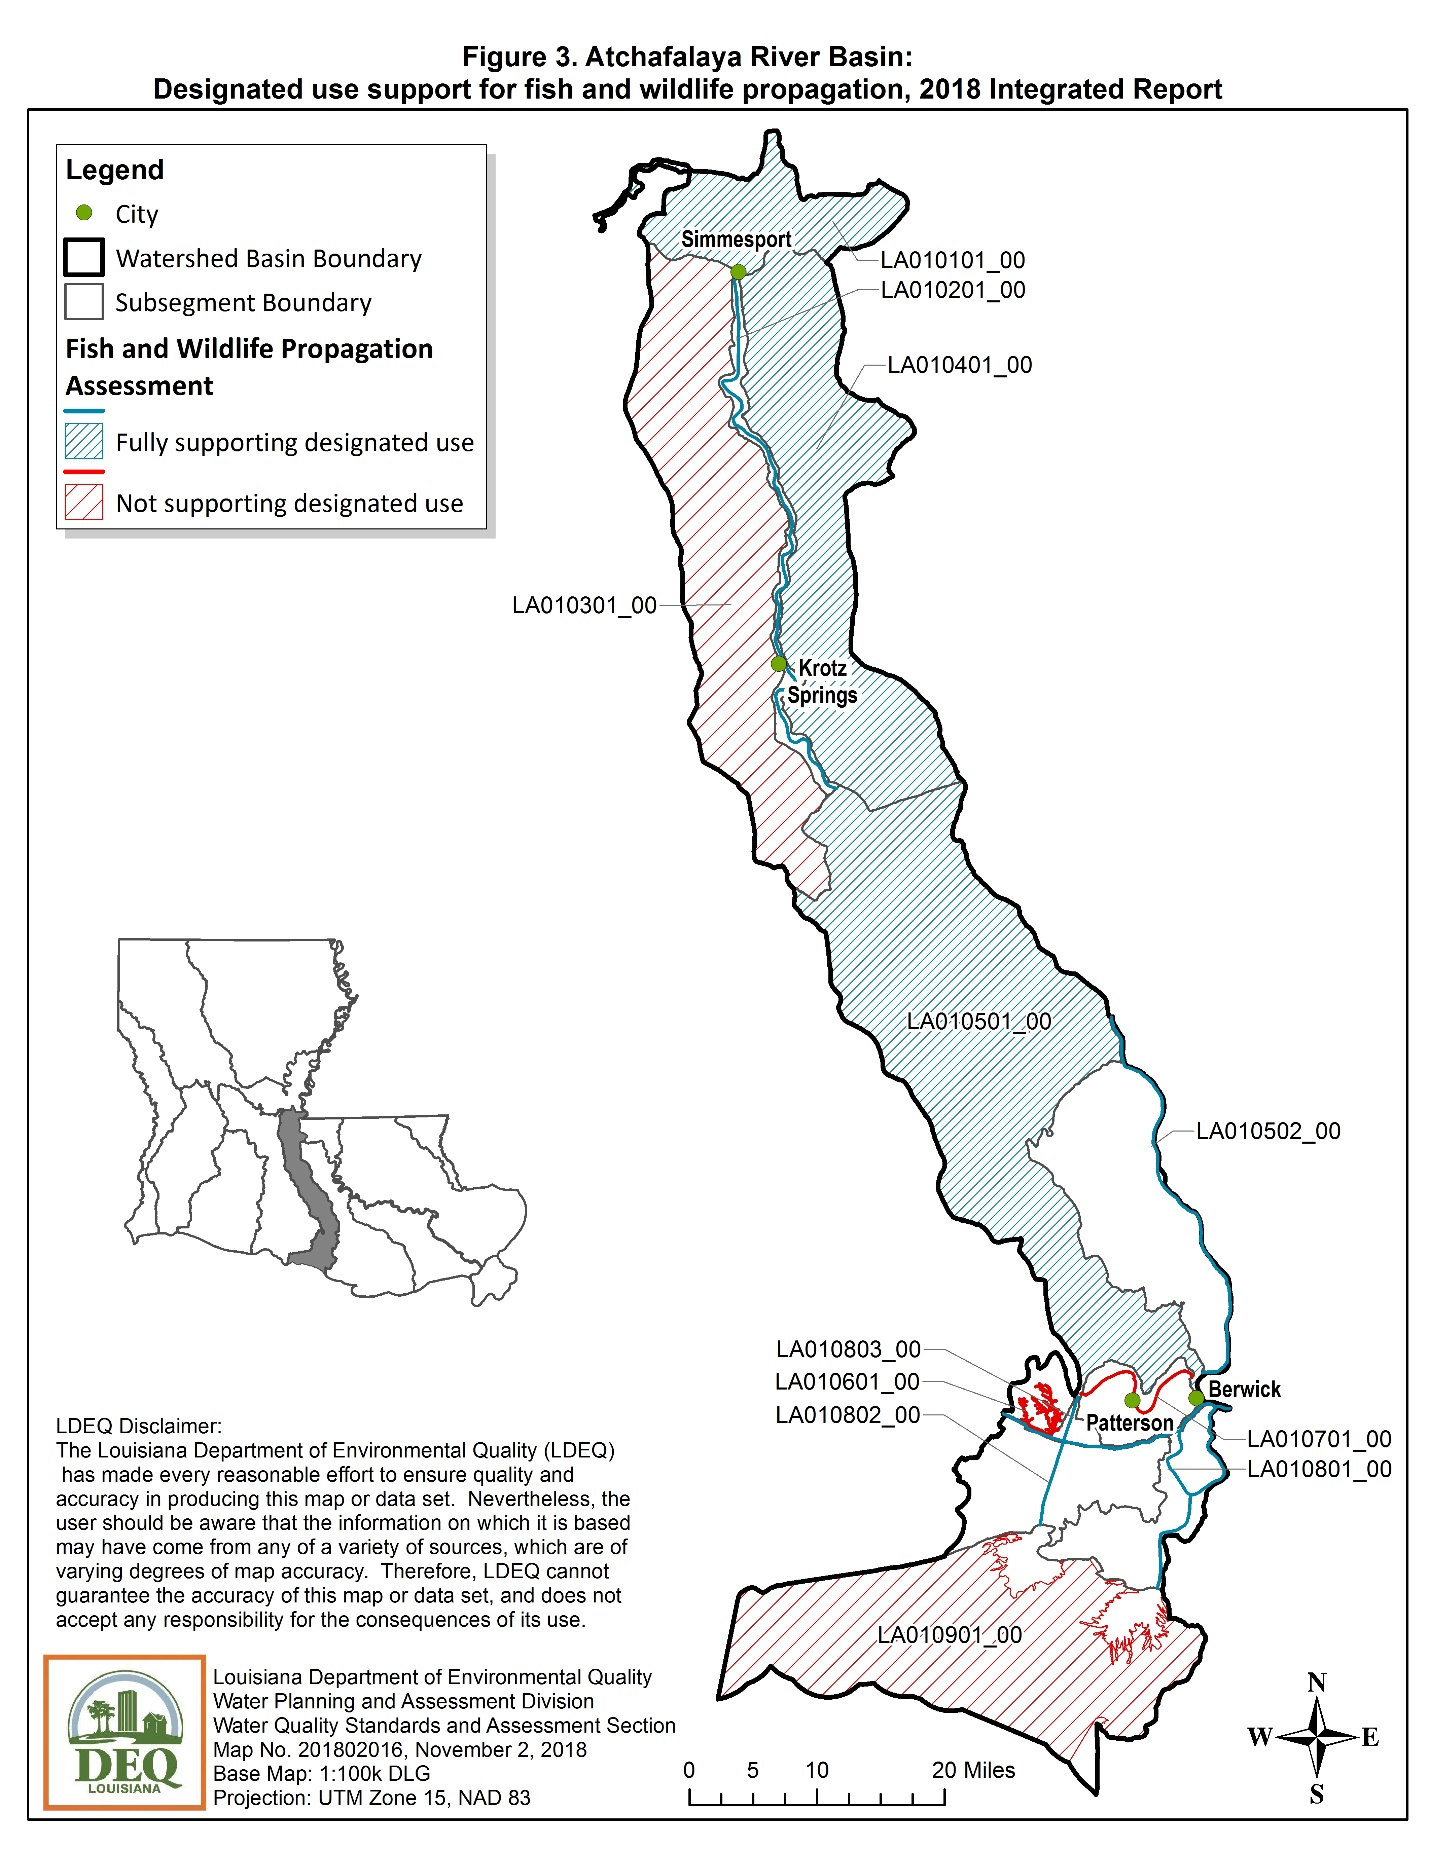 Figure 3. Atchafalaya River Basin:
Designated use support for fish and wildlife propagation, 2018 Integrated Report
Legend
City
Watershed Basin Boundary
Subsegment Boundary
Fish and Wildlife Propagation
Assessment
Fully supporting designated use
Not supporting designated use
Simmesport
LA010101_00
LA010201_00
LA010401_00
LA010301_00
Krotz
Springs
LA010501_00
LA010502_00
LA010803_00
LA010601_00
LA010802_00
Berwick
Patterson
LA010701_00
LA010801_00
LA010901_00
LDEQ Disclaimer:
The Louisiana Department of Environmental Quality (LDEQ)
has made every reasonable effort to ensure quality and
accuracy in producing this map or data set. Nevertheless, the
user should be aware that the information on which it is based
may have come from any of a variety of sources, which are of
varying degrees of map accuracy. Therefore, LDEQ cannot
guarantee the accuracy of this map or data set, and does not
accept any responsibility for the consequences of its use.
DEQ
LOUISIANA
Louisiana Department of Environmental Quality
Water Planning and Assessment Division
Water Quality Standards and Assessment Section
Map No. 201802016, November 2, 2018
Base Map: 1:100k DLG
Projection: UTM Zone 15, NAD 83
0 5 10 20 Miles
N
W E
S